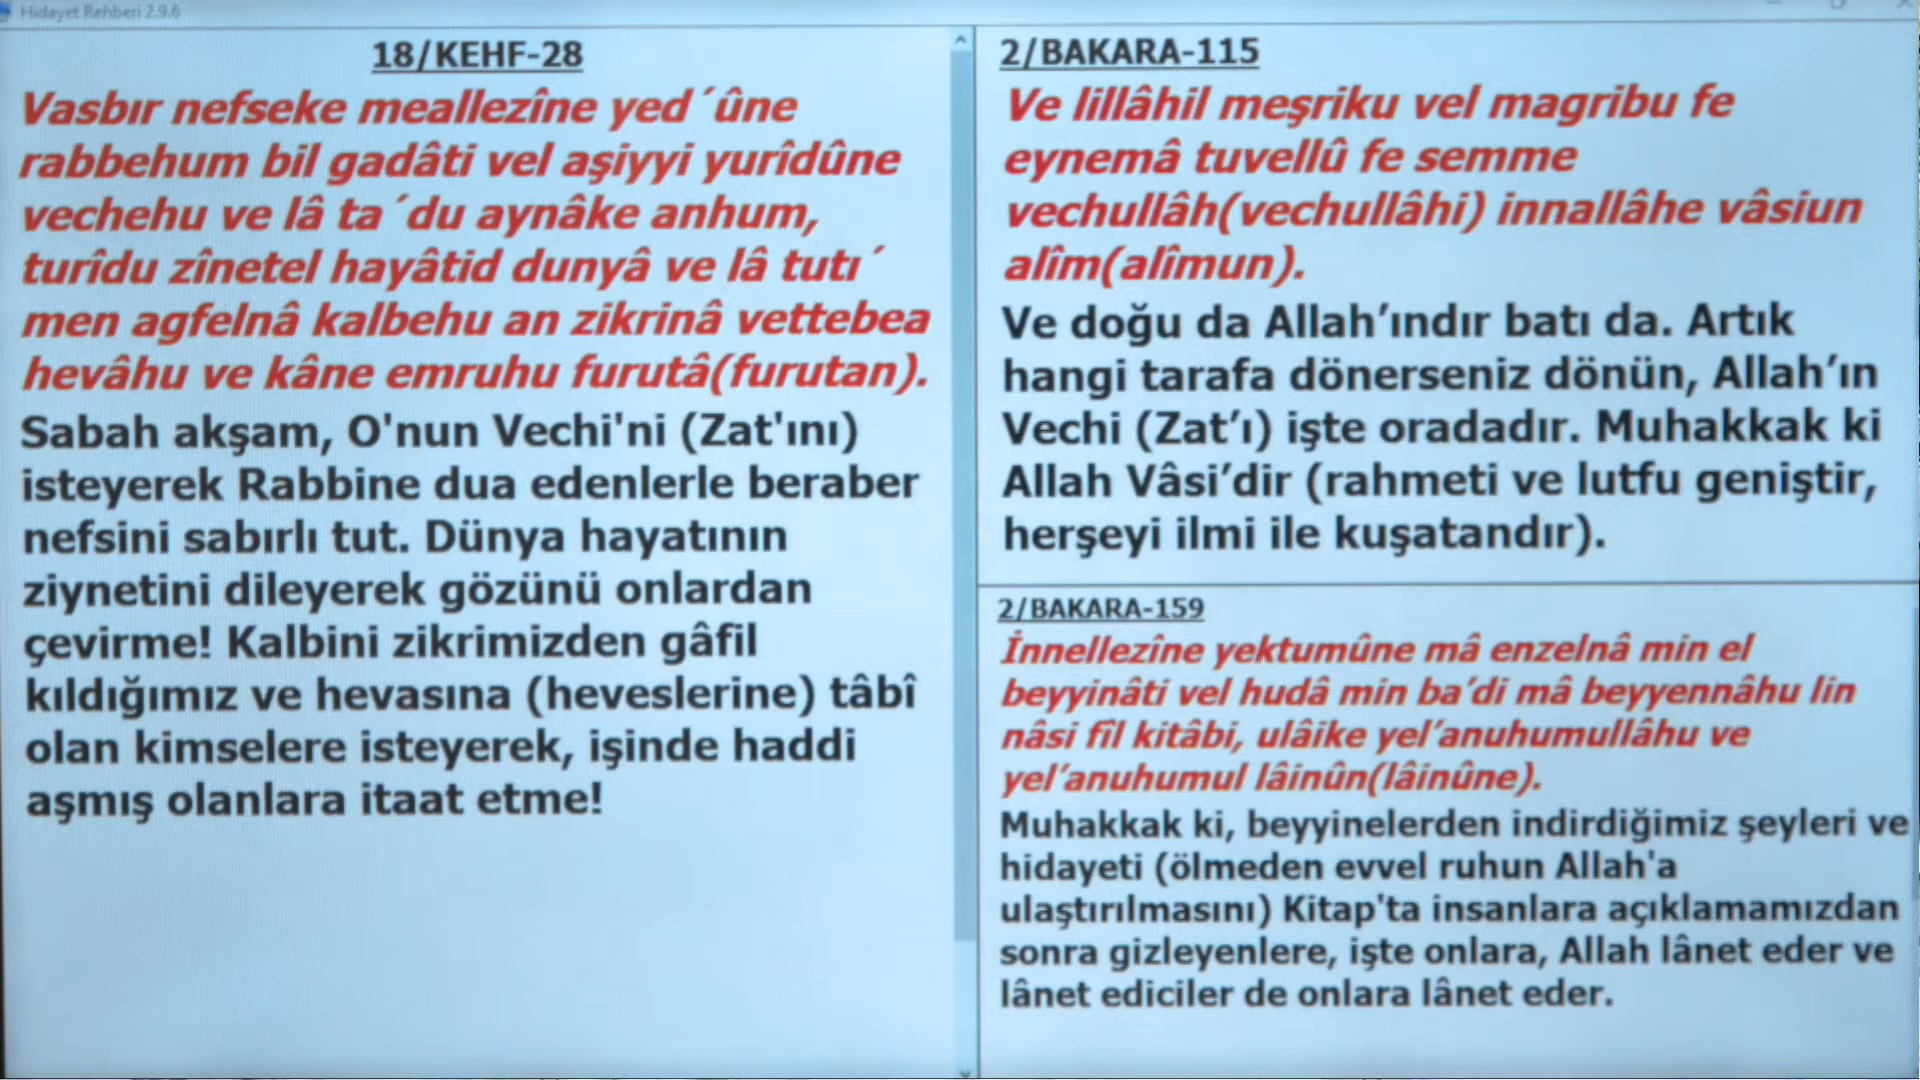 Hidayet Rehberi 2.9.6
18/KEHF-28
Vasbır nefseke meallezîne yed´ûne
rabbehum bil gadâti vel aşiyyi yurîdûne
vechehu ve lâ ta´du aynâke anhum,
turîdu zînetel hayâtid dunyâ ve lâ tutı´
men agfelnâ kalbehu an zikrinâ vettebea
hevâhu ve kâne emruhu furutâ(furutan).
Sabah akşam, O'nun Vechi'ni (Zat'ını)
isteyerek Rabbine dua edenlerle beraber
nefsini sabırlı tut. Dünya hayatının
ziynetini dileyerek gözünü onlardan
çevirme! Kalbini zikrimizden gâfil
kıldığımız ve hevasına (heveslerine) tâbî
olan kimselere isteyerek, işinde haddi
aşmış olanlara itaat etme!
2/BAKARA-115
Ve lillâhil meşriku vel magribu fe
eynemâ tuvellû fe semme
vechullâh(vechullâhi) innallâhe vâsiun
alîm(alîmun).
Ve doğu da Allah’ındır batı da. Artık
hangi tarafa dönerseniz dönün, Allah’ın
Vechi (Zat’ı) işte oradadır. Muhakkak ki
Allah Vâsi’dir (rahmeti ve lutfu geniştir,
herşeyi ilmi ile kuşatandır).
2/BAKARA-159
İnnellezîne yektumûne mâ enzelnâ min el
beyyinâti vel hudâ min ba’di mâ beyyennâhu lin
nâsi fîl kitâbi, ulâike yel’anuhumullâhu ve
yel’anuhumul lâinûn(lâinûne).
Muhakkak ki, beyyinelerden indirdiğimiz şeyleri ve
hidayeti (ölmeden evvel ruhun Allah'a
ulaştırılmasını) Kitap'ta insanlara açıklamamızdan
sonra gizleyenlere, işte onlara, Allah lânet eder ve
lânet ediciler de onlara lânet eder.